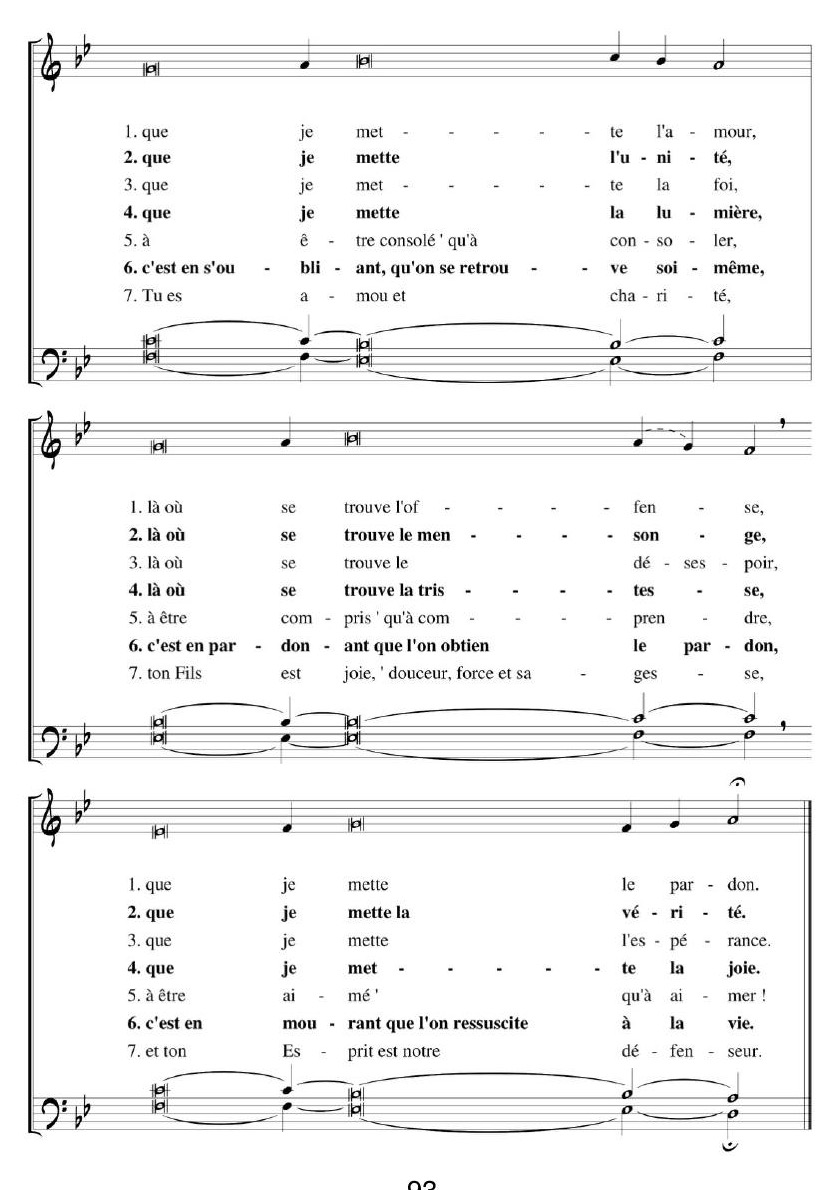 1. que je met - - - - - te l'a - mour,
2. que je mette l'u - ni - té,
3. que je met - - - - - te la foi,
4. que je mette la lu - mière,
5. à ê - tre consolé ' qu'à con - so - ler,
6. c'est en s'ou - bli - ant, qu'on se retrou - - ve soi - même,
7. Tu es a - mou et cha - ri - té,
1. là où se trouve l'of - - - - fen - se,
2. là où se trouve le men - - - - son - ge,
3. là où se trouve le dé - ses - poir,
4. là où se trouve la tris - - - - tes - se,
5. à être com - pris ' qu'à com - - - - pren - dre,
6. c'est en par - don - ant que l'on obtien le par - don,
7. ton Fils est joie, ' douceur, force et sa - ges - se,
1. que je mette le par - don.
2. que je mette la vé - ri - té.
3. que je mette l'es - pé - rance.
4. que je met - - - - - te la joie.
5. à être ai - mé ' qu'à ai - mer !
6. c'est en mou - rant que l'on ressuscite à la vie.
7. et ton Es - prit est notre dé - fen - seur.
93